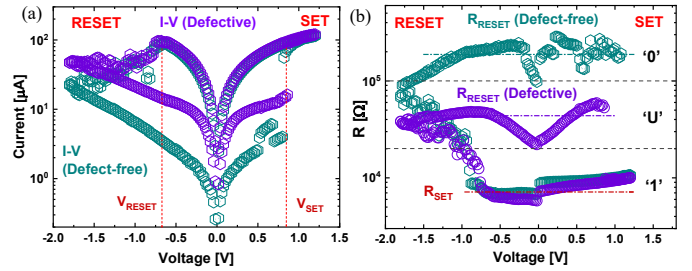 (a)
RESET
I-V (Defective)
SET
Current [µA]
10²
10¹
10⁰
I-V
(Defect-free)
V_RESET
V_SET
-2.0 -1.5 -1.0 -0.5 0.0 0.5 1.0 1.5
Voltage [V]
(b)
RESET
R_RESET (Defect-free)
SET
R [Ω]
10⁵
10⁴
'0'
R_RESET (Defective)
'U'
R_SET
'1'
-2.0 -1.5 -1.0 -0.5 0.0 0.5 1.0 1.5
Voltage [V]